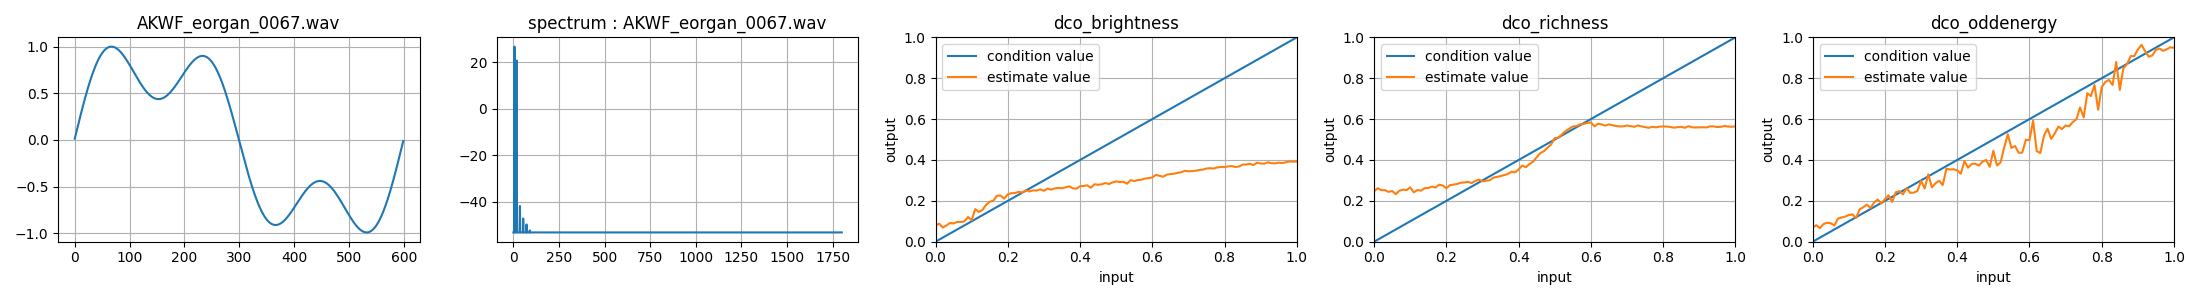 AKWF_eorgan_0067.wav
1.0
0.5
0.0
−0.5
−1.0
0 100 200 300 400 500 600
spectrum : AKWF_eorgan_0067.wav
20
0
−20
−40
0 250 500 750 1000 1250 1500 1750
dco_brightness
condition value
estimate value
output
1.0
0.8
0.6
0.4
0.2
0.0
0.0 0.2 0.4 0.6 0.8 1.0
input
dco_richness
condition value
estimate value
output
1.0
0.8
0.6
0.4
0.2
0.0
0.0 0.2 0.4 0.6 0.8 1.0
input
dco_oddenergy
condition value
estimate value
output
1.0
0.8
0.6
0.4
0.2
0.0
0.0 0.2 0.4 0.6 0.8 1.0
input